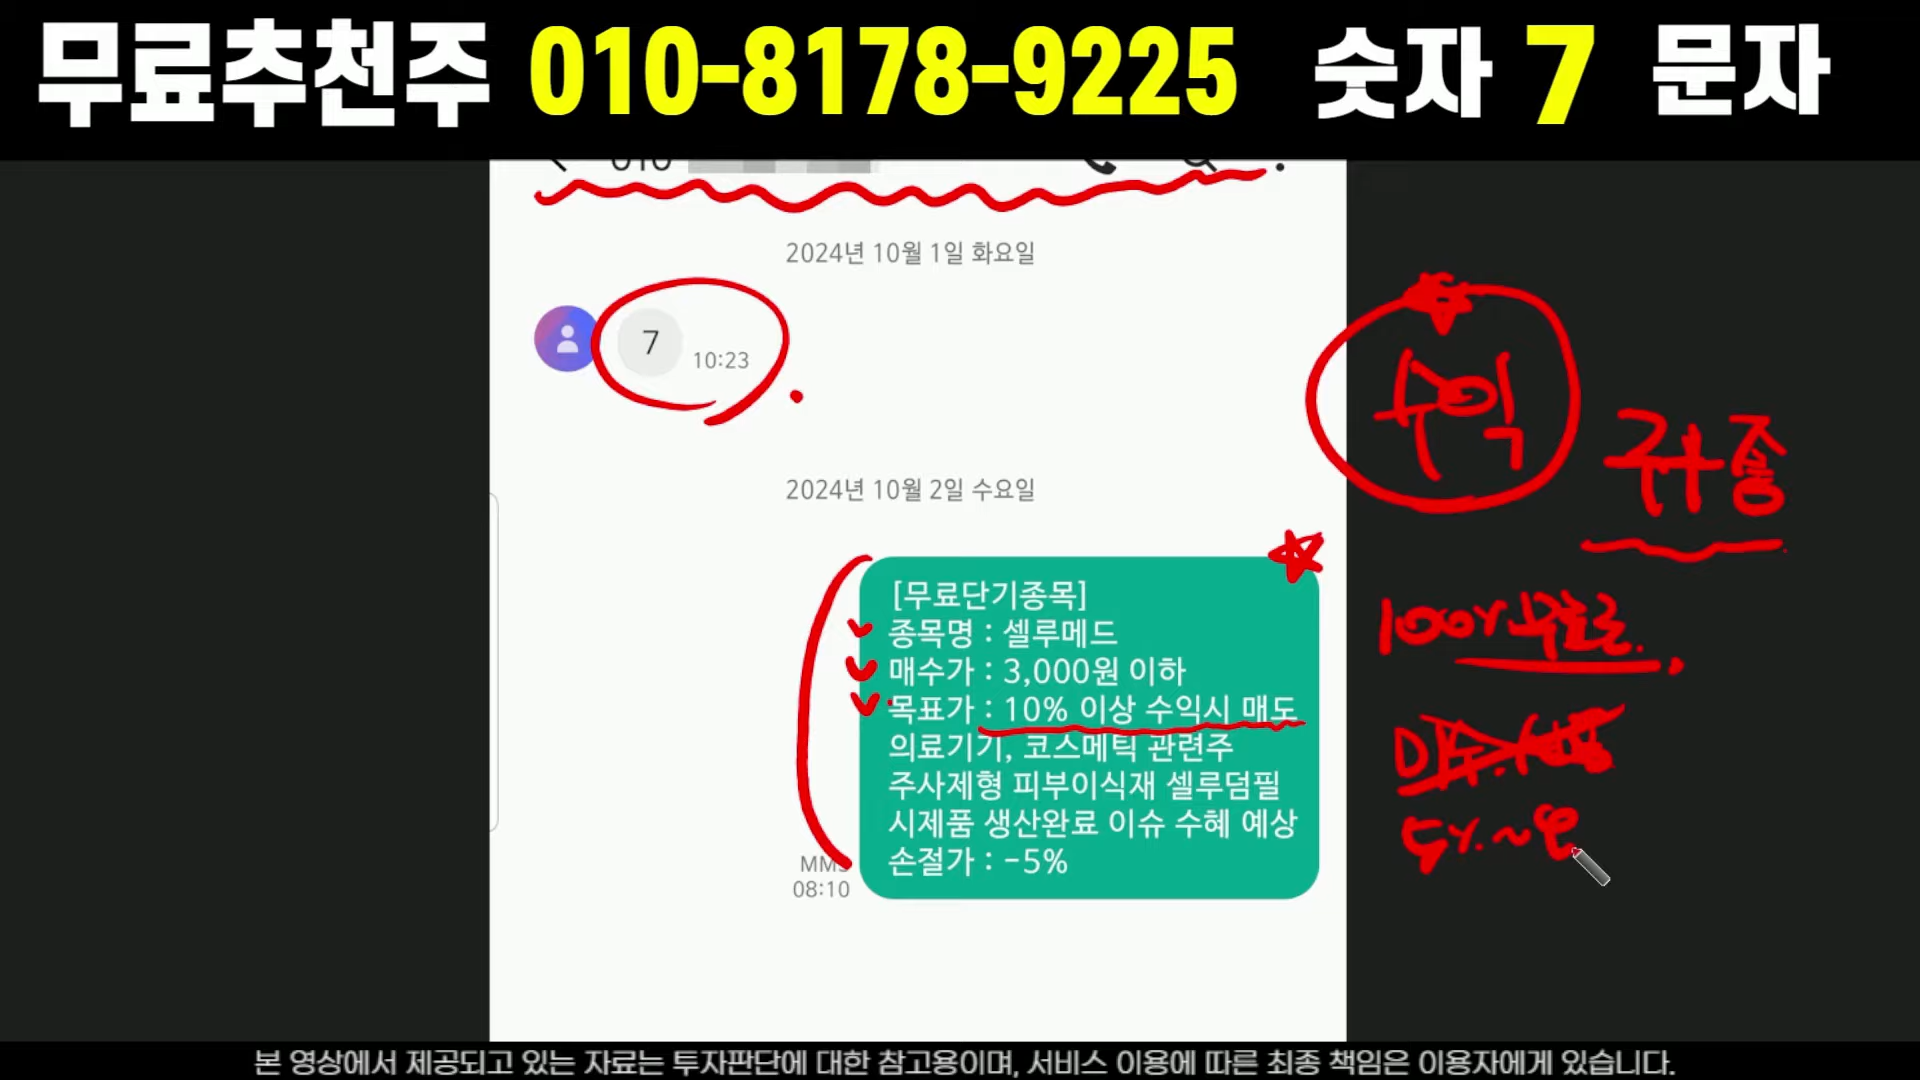 무료추천주 010-8178-9225 숫자 7 문자
010
2024년 10월 1일 화요일
7
10:23
2024년 10월 2일 수요일
[무료단기종목]
종목명 : 셀루메드
매수가 : 3,000원 이하
목표가 : 10% 이상 수익시 매도
의료기기, 코스메틱 관련주
주사제형 피부이식재 셀루덤필
시제품 생산완료 이슈 수혜 예상
손절가 : -5%
MMS
08:10
수익
100% 무료로.
5%~
본 영상에서 제공되고 있는 자료는 투자판단에 대한 참고용이며, 서비스 이용에 따른 최종 책임은 이용자에게 있습니다.